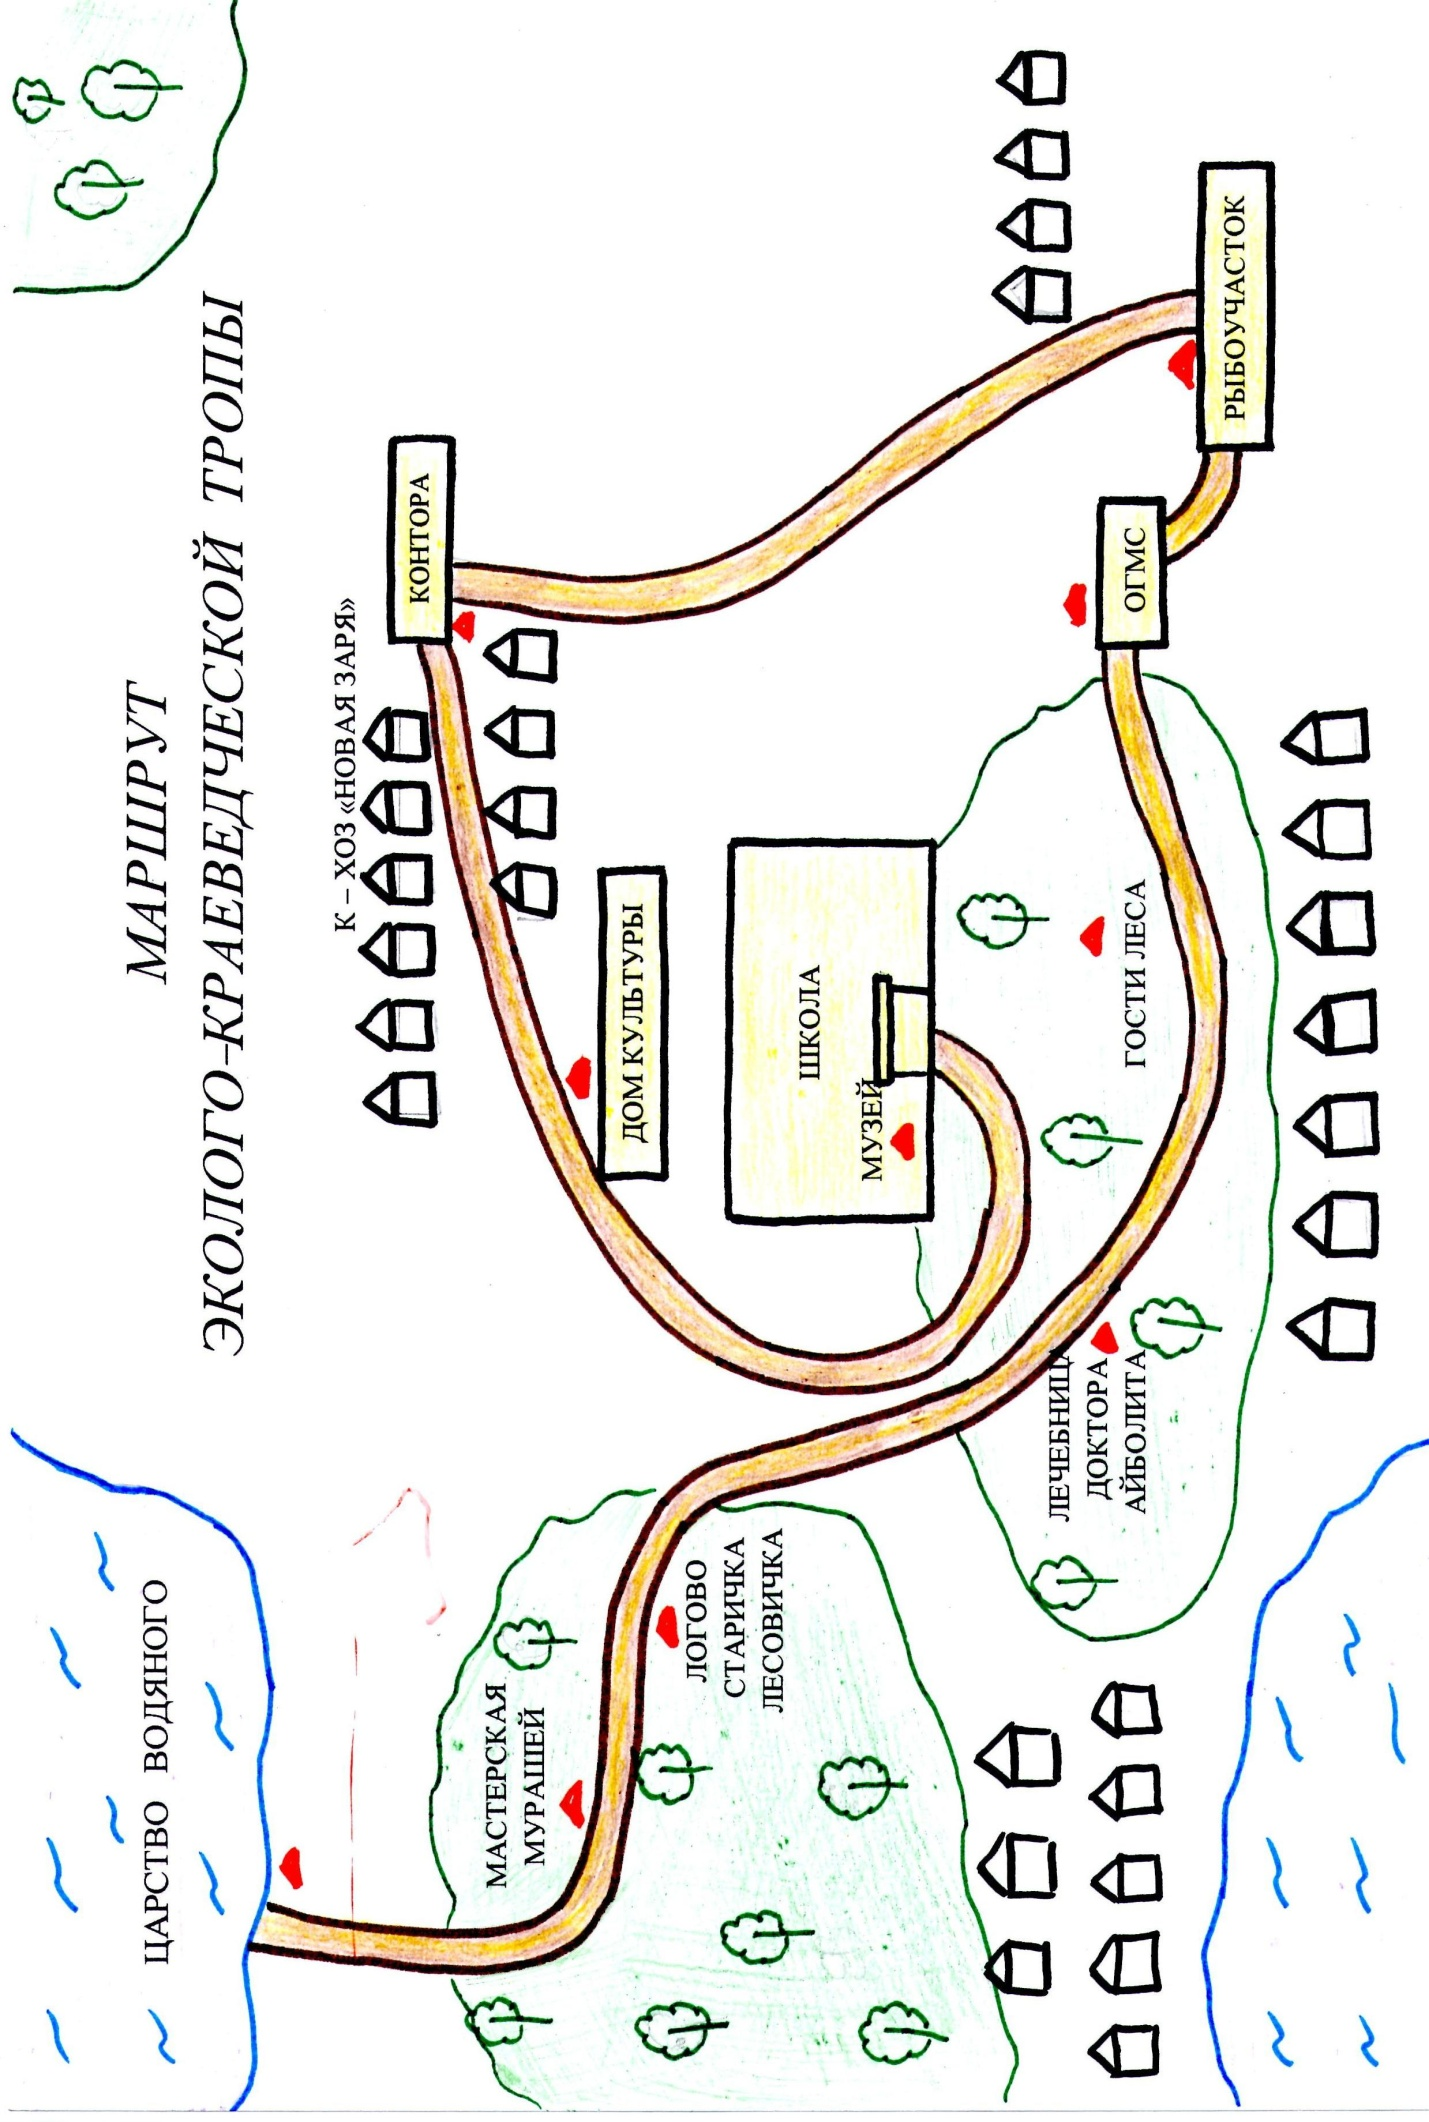 МАРШРУТ
ЭКОЛОГО-КРАЕВЕДЧЕСКОЙ ТРОПЫ
ЦАРСТВО ВОДЯНОГО
К – ХОЗ «НОВАЯ ЗАРЯ»
КОНТОРА
МАСТЕРСКАЯ
МУРАШЕЙ
ДОМ КУЛЬТУРЫ
ЛОГОВО
СТАРИЧКА
ЛЕСОВИЧКА
ШКОЛА
МУЗЕЙ
ЛЕЧЕБНИЦА
ДОКТОРА
АЙБОЛИТА
ГОСТИ ЛЕСА
ОГМС
РЫБОУЧАСТОК